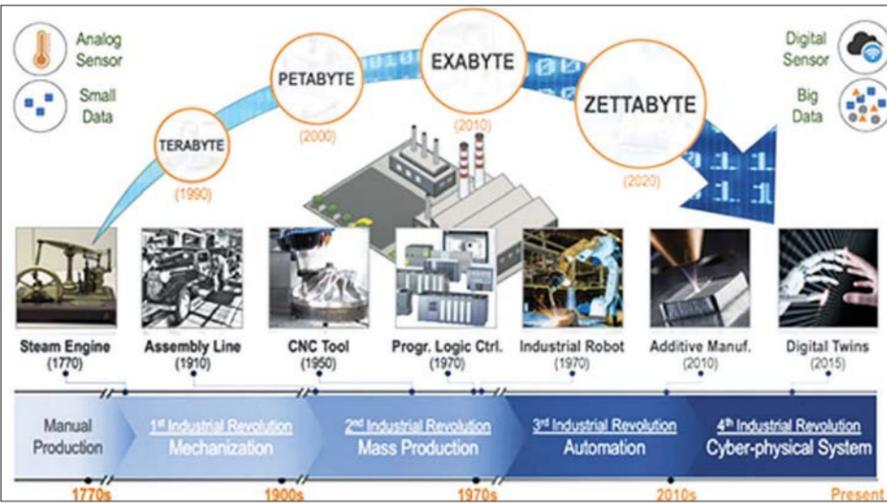 Analog
Sensor
Small
Data
TERABYTE
(1990)
PETABYTE
(2000)
EXABYTE
(2010)
ZETTABYTE
(2020)
Digital
Sensor
Big
Data
Steam Engine
(1770)
Assembly Line
(1910)
CNC Tool
(1950)
Progr. Logic Ctrl.
(1970)
Industrial Robot
(1970)
Additive Manuf.
(2010)
Digital Twins
(2015)
Manual
Production
1st Industrial Revolution
Mechanization
2nd Industrial Revolution
Mass Production
3rd Industrial Revolution
Automation
4th Industrial Revolution
Cyber-physical System
1770s
1900s
1970s
2010s
Present